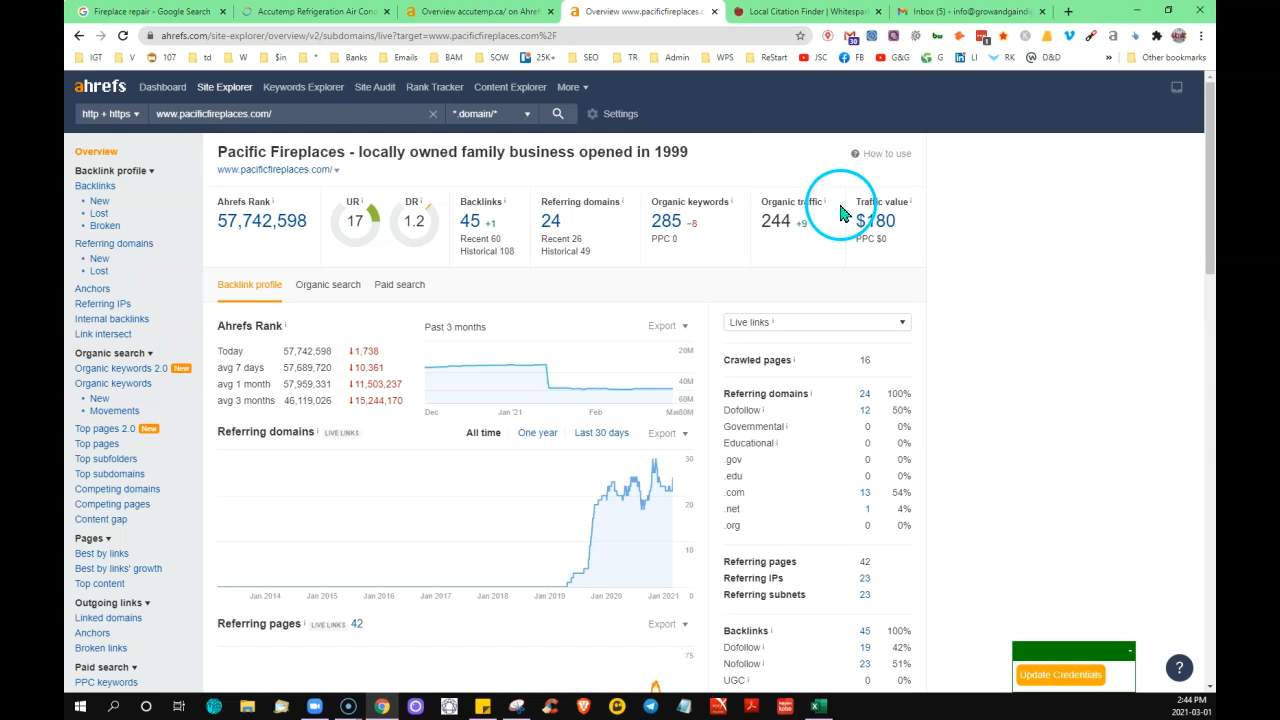 Fireplace repair - Google Search
Accutemp Refrigeration Air Conc
Overview accutemp.ca/ on Ahrefs
Overview www.pacificfireplaces.c
Local Citation Finder | Whitespark
Inbox (5) - info@growandgaindig
ahrefs.com/site-explorer/overview/v2/subdomains/live?target=www.pacificfireplaces.com%2F
IGT V 107 td W $in * Banks Emails BAM SOW 25K+ SEO TR Admin WPS ReStart JSC FB G&G G LI RK D&D » Other bookmarks
ahrefs Dashboard Site Explorer Keywords Explorer Site Audit Rank Tracker Content Explorer More
http + https www.pacificfireplaces.com/ *.domain/* Settings
Overview
Backlink profile
Backlinks
New
Lost
Broken
Referring domains
New
Lost
Anchors
Referring IPs
Internal backlinks
Link intersect
Organic search
Organic keywords 2.0 New
Organic keywords
New
Movements
Top pages 2.0 New
Top pages
Top subfolders
Top subdomains
Competing domains
Competing pages
Content gap
Pages
Best by links
Best by links' growth
Top content
Outgoing links
Linked domains
Anchors
Broken links
Paid search
PPC keywords
Pacific Fireplaces - locally owned family business opened in 1999
How to use
www.pacificfireplaces.com/
Ahrefs Rank UR DR Backlinks Referring domains Organic keywords Organic traffic Traffic value
57,742,598 17 1.2 45 +1 24 285 -8 244 +9 $180
Recent 60 Recent 26 PPC 0 PPC $0
Historical 108 Historical 49
Backlink profile Organic search Paid search
Ahrefs Rank
Past 3 months
Export
Today 57,742,598 ↓1,738
avg 7 days 57,689,720 ↓10,361
avg 1 month 57,959,331 ↓11,503,237
avg 3 months 46,119,026 ↓15,244,170
20M
40M
60M
Dec Jan '21 Feb
Referring domains LIVE LINKS All time One year Last 30 days Export
30
20
10
0
Jan 2014 Jan 2015 Jan 2016 Jan 2017 Jan 2018 Jan 2019 Jan 2020 Jan 2021
Referring pages LIVE LINKS 42 Export
75
Live links
Crawled pages 16
Referring domains 24 100%
Dofollow 12 50%
Governmental 0 0%
Educational 0 0%
.gov 0 0%
.edu 0 0%
.com 13 54%
.net 1 4%
.org 0 0%
Referring pages 42
Referring IPs 23
Referring subnets 23
Backlinks 45 100%
Dofollow 19 42%
Nofollow 23 51%
UGC 0 0%
Update Credentials
?
2:44 PM
2021-03-01